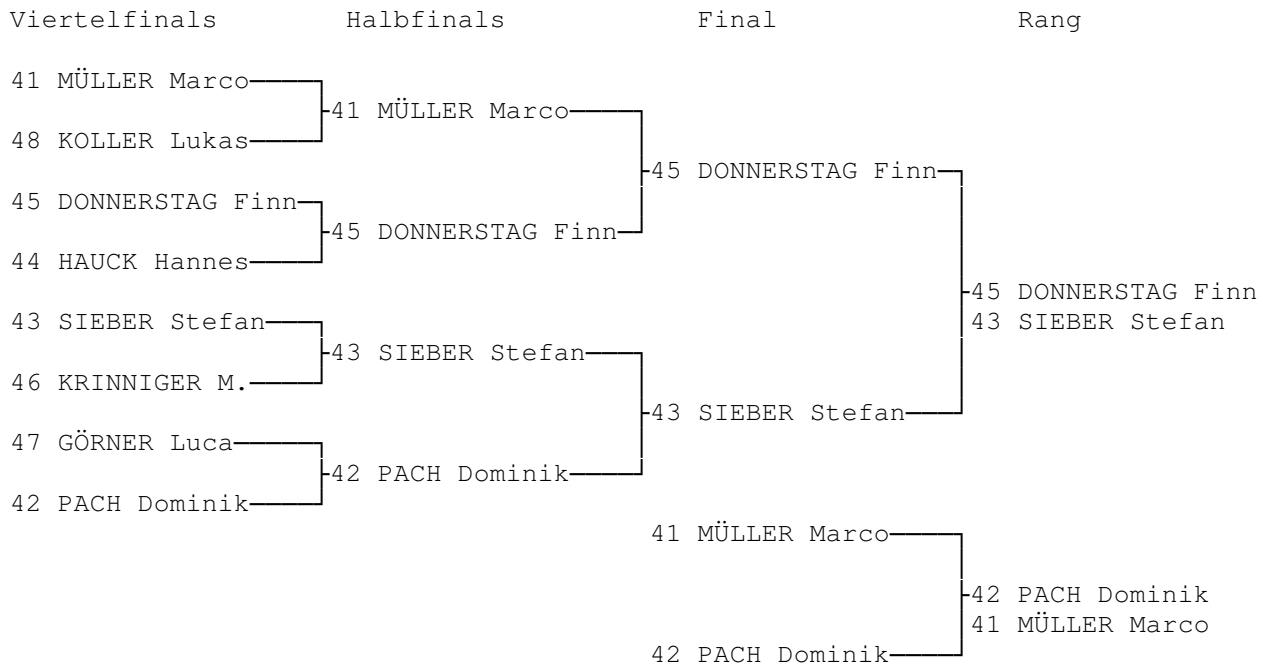 Viertelfinals Halbfinals Final Rang
41 MÜLLER Marco
41 MÜLLER Marco
48 KOLLER Lukas
45 DONNERSTAG Finn
45 DONNERSTAG Finn
45 DONNERSTAG Finn
44 HAUCK Hannes
45 DONNERSTAG Finn
43 SIEBER Stefan 43 SIEBER Stefan
43 SIEBER Stefan
46 KRINNIGER M.
43 SIEBER Stefan
47 GÖRNER Luca
42 PACH Dominik
42 PACH Dominik
41 MÜLLER Marco
42 PACH Dominik
41 MÜLLER Marco
42 PACH Dominik